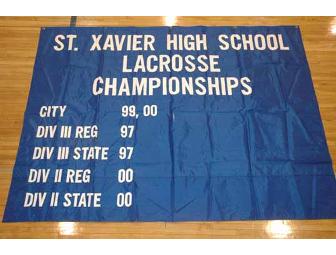 ST. XAVIER HIGH SCHOOL
LACROSSE
CHAMPIONSHIPS
CITY 99, 00
DIV III REG 97
DIV III STATE 97
DIV II REG 00
DIV II STATE 00